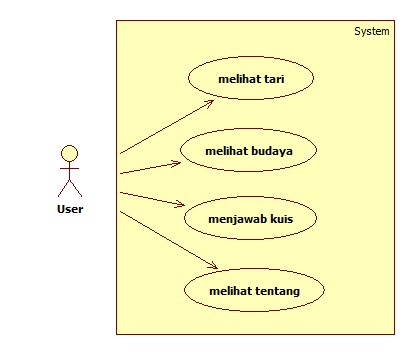 System
melihat tari
melihat budaya
User
menjawab kuis
melihat tentang